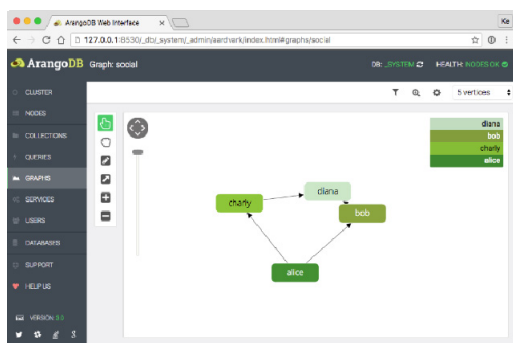 ArangoDB Web Interface
Ke
127.0.0.1:8530/_db/_system/_admin/aardvark/index.html#graphs/social
ArangoDB Graph: social
DB: _SYSTEM
HEALTH: NODES OK
5 vertices
CLUSTER
NODES
COLLECTIONS
QUERIES
GRAPHS
SERVICES
USERS
DATABASES
SUPPORT
HELP US
diana
bob
charly
alice
diana
charly
bob
alice